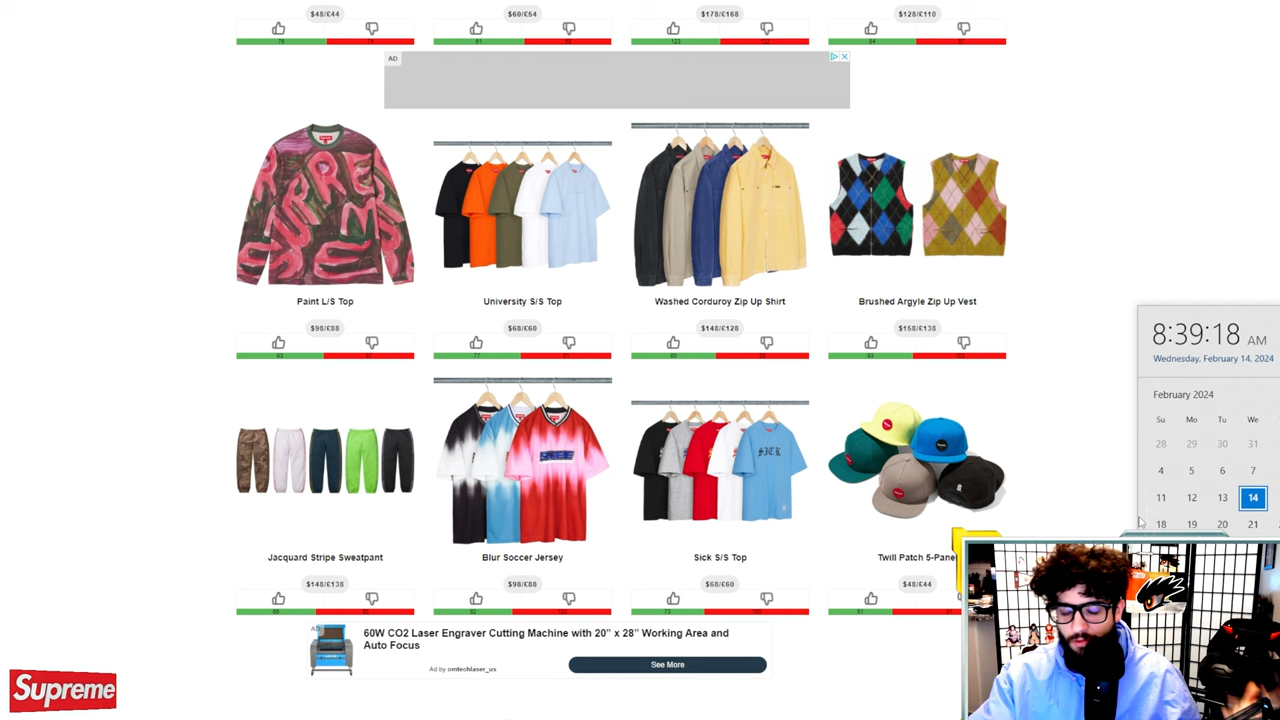 $48/£44
$60/£54
$178/£168
$128/£110
AD
Paint L/S Top
University S/S Top
Washed Corduroy Zip Up Shirt
Brushed Argyle Zip Up Vest
$98/£88
$68/£60
$148/£128
$158/£138
SICK
Jacquard Stripe Sweatpant
Blur Soccer Jersey
Sick S/S Top
Twill Patch 5-Pane
$148/£138
$98/£88
$68/£60
$48/£44
60W CO2 Laser Engraver Cutting Machine with 20” x 28” Working Area and
Auto Focus
Ad by omtechlaser_us
See More
8:39:18 AM
Wednesday, February 14, 2024
February 2024
Su Mo Tu We
28 29 30 31
4 5 6 7
11 12 13 14
18 19 20 21
Supreme